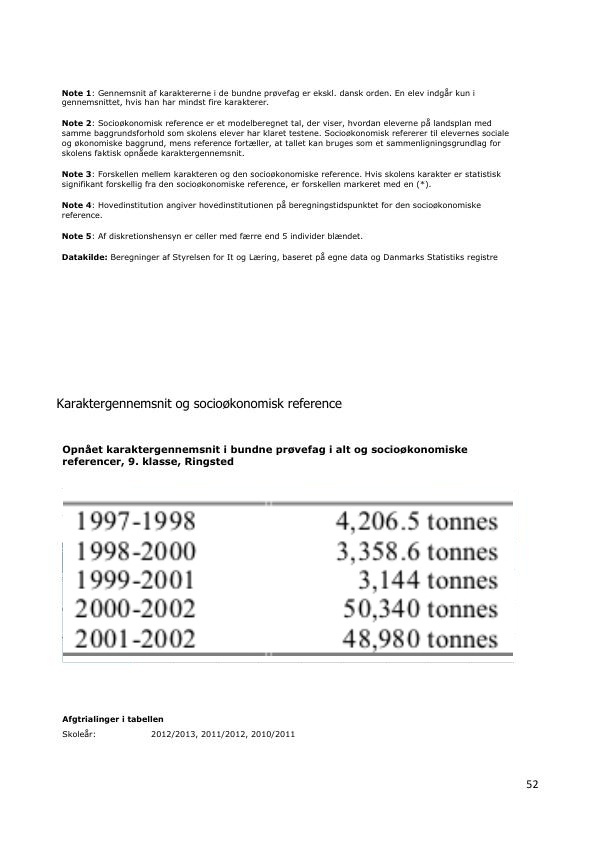 Note 1: Gennemsnit af karaktererne i de bundne prøvefag er ekskl. dansk orden. En elev indgår kun i
gennemsnittet, hvis han har mindst fire karakterer.
Note 2: Socioøkonomisk reference er et modelberegnet tal, der viser, hvordan eleverne på landsplan med
samme baggrundsforhold som skolens elever har klaret testene. Socioøkonomisk refererer til elevernes sociale
og økonomiske baggrund, mens reference fortæller, at tallet kan bruges som et sammenligningsgrundlag for
skolens faktisk opnåede karaktergennemsnit.
Note 3: Forskellen mellem karakteren og den socioøkonomiske reference. Hvis skolens karakter er statistisk
signifikant forskellig fra den socioøkonomiske reference, er forskellen markeret med en (*).
Note 4: Hovedinstitution angiver hovedinstitutionen på beregningstidspunktet for den socioøkonomiske
reference.
Note 5: Af diskretionshensyn er celler med færre end 5 individer blændet.
Datakilde: Beregninger af Styrelsen for It og Læring, baseret på egne data og Danmarks Statistiks registre
Karaktergennemsnit og socioøkonomisk reference
Opnået karaktergennemsnit i bundne prøvefag i alt og socioøkonomiske
referencer, 9. klasse, Ringsted
1997-1998 4,206.5 tonnes
1998-2000 3,358.6 tonnes
1999-2001 3,144 tonnes
2000-2002 50,340 tonnes
2001-2002 48,980 tonnes
Afgtrialinger i tabellen
Skoleår: 2012/2013, 2011/2012, 2010/2011
52